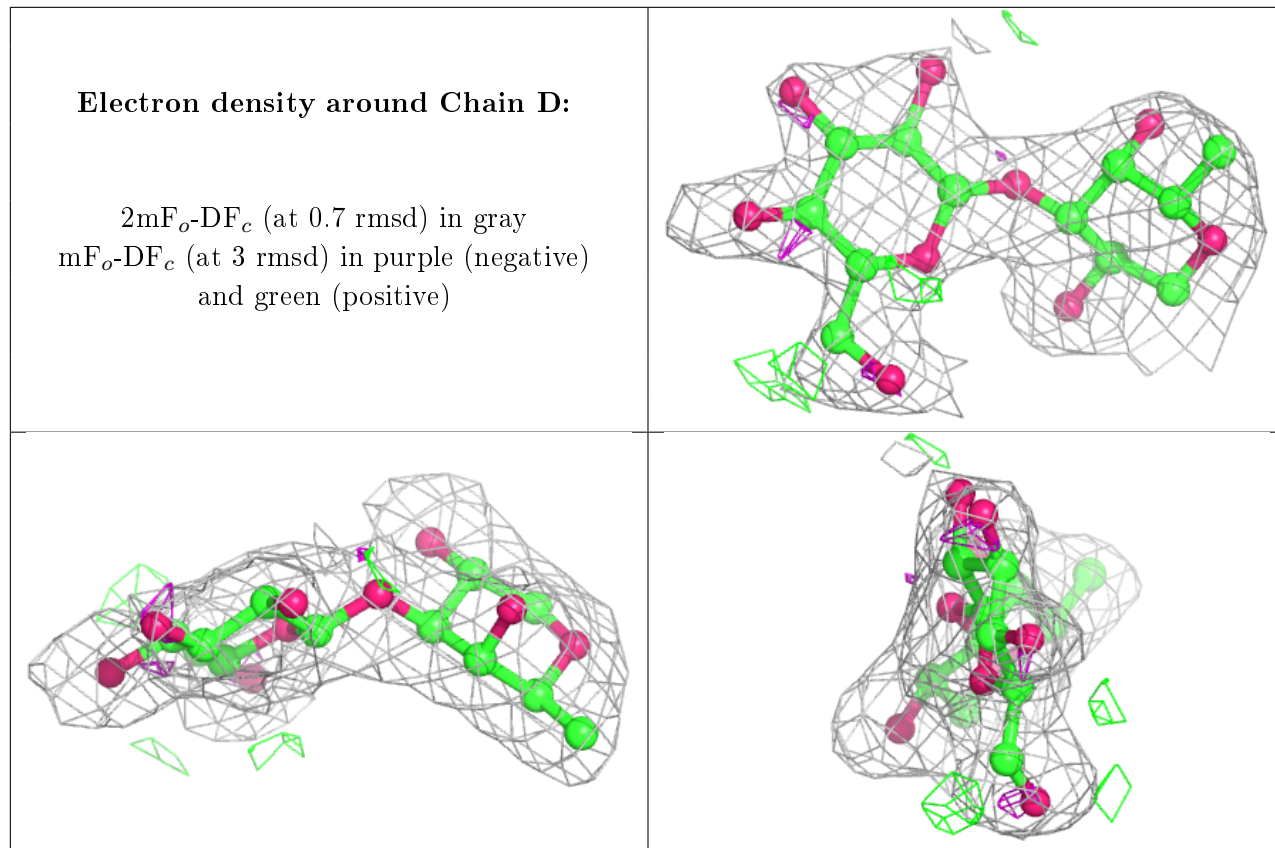 Electron density around Chain D:
2mFₒ-DF𝑐 (at 0.7 rmsd) in gray
mFₒ-DF𝑐 (at 3 rmsd) in purple (negative)
and green (positive)